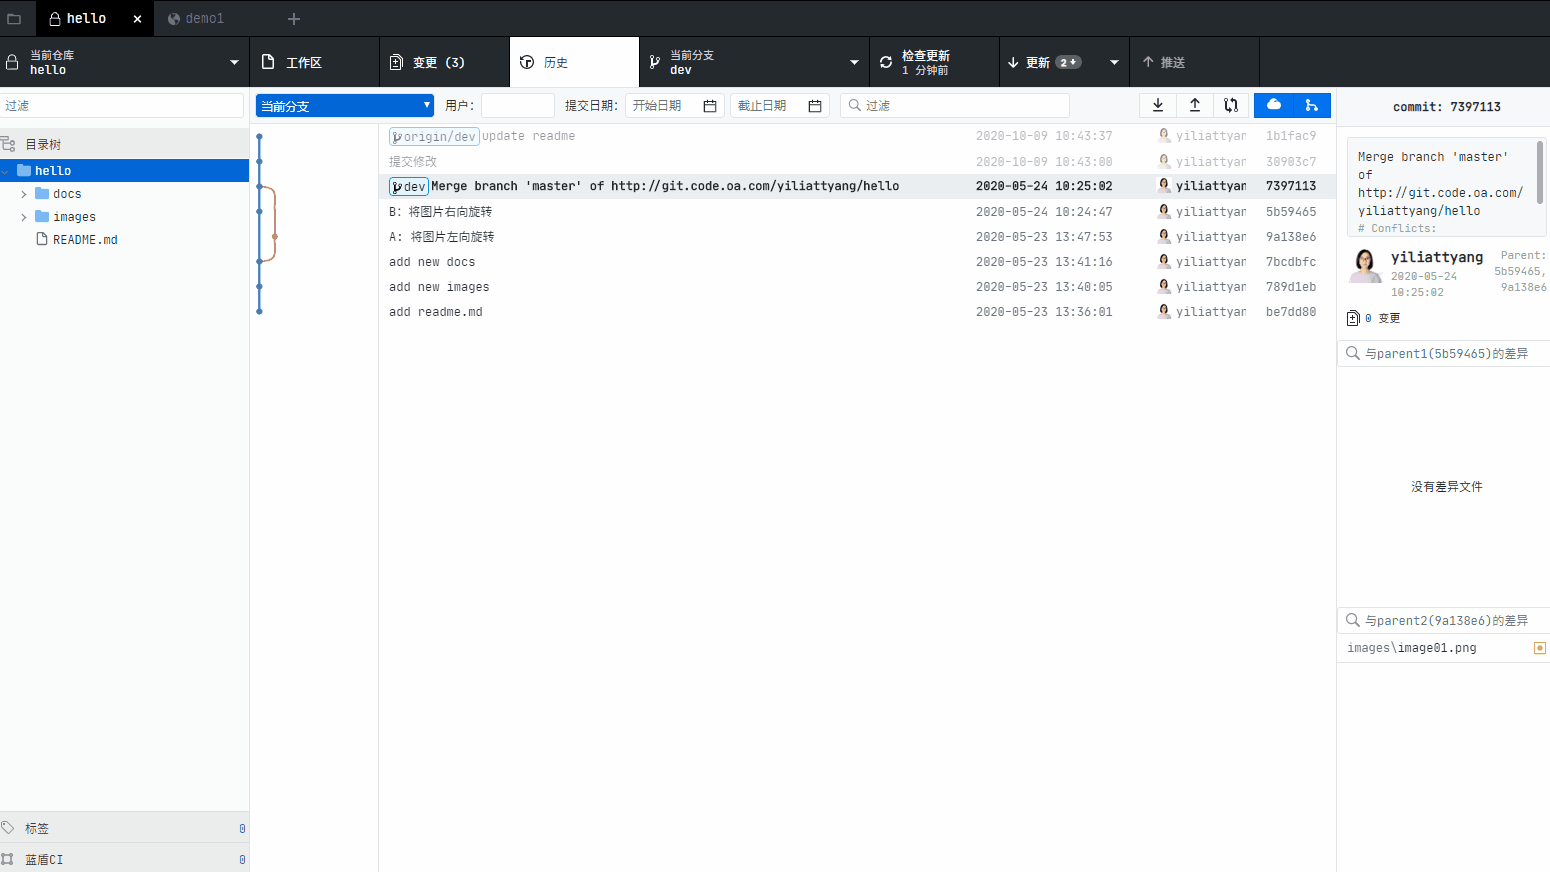 hello
demo1
当前仓库
hello
工作区
变更 (3)
历史
当前分支
dev
检查更新
1 分钟前
更新 2
推送
过滤
目录树
hello
docs
images
README.md
标签 0
蓝盾CI 0
当前分支 用户: 提交日期: 开始日期 截止日期 过滤
origin/dev update readme 2020-10-09 10:43:37 yiliattyan 1b1fac9
提交修改 2020-10-09 10:43:00 yiliattyan 30903c7
dev Merge branch 'master' of http://git.code.oa.com/yiliattyang/hello 2020-05-24 10:25:02 yiliattyan 7397113
B: 将图片右向旋转 2020-05-24 10:24:47 yiliattyan 5b59465
A: 将图片左向旋转 2020-05-23 13:47:53 yiliattyan 9a138e6
add new docs 2020-05-23 13:41:16 yiliattyan 7bcdbfc
add new images 2020-05-23 13:40:05 yiliattyan 789d1eb
add readme.md 2020-05-23 13:36:01 yiliattyan be7dd80
commit: 7397113
Merge branch 'master'
of
http://git.code.oa.com/
yiliattyang/hello
# Conflicts:
yiliattyang
2020-05-24
10:25:02
Parent:
5b59465,
9a138e6
0 变更
与parent1(5b59465)的差异
没有差异文件
与parent2(9a138e6)的差异
images\image01.png